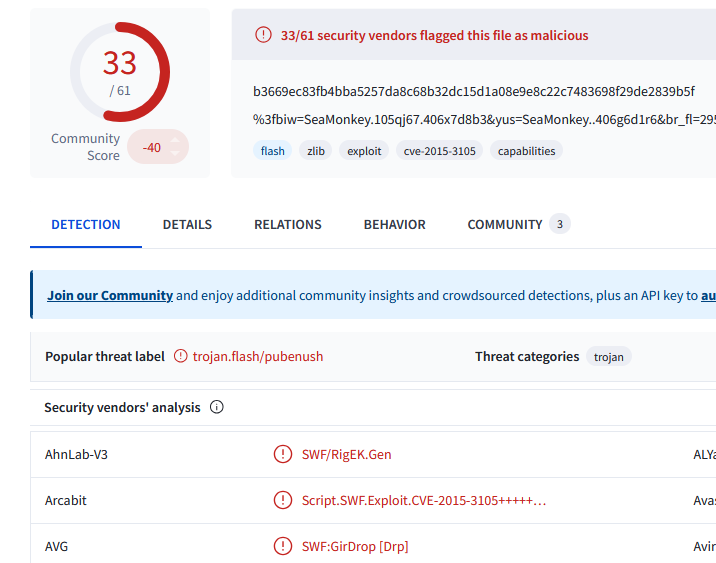 33
/ 61
Community
Score
-40
33/61 security vendors flagged this file as malicious
b3669ec83fb4bba5257da8c68b32dc15d1a08e9e8c22c7483698f29de2839b5f
%3fbiw=SeaMonkey.105qj67.406x7d8b3&yus=SeaMonkey..406g6d1r6&br_fl=295
flash zlib exploit cve-2015-3105 capabilities
DETECTION DETAILS RELATIONS BEHAVIOR COMMUNITY 3
Join our Community and enjoy additional community insights and crowdsourced detections, plus an API key to au
Popular threat label trojan.flash/pubenush Threat categories trojan
Security vendors' analysis
AhnLab-V3 SWF/RigEK.Gen ALYa
Arcabit Script.SWF.Exploit.CVE-2015-3105+++++... Avas
AVG SWF:GirDrop [Drp] Avir